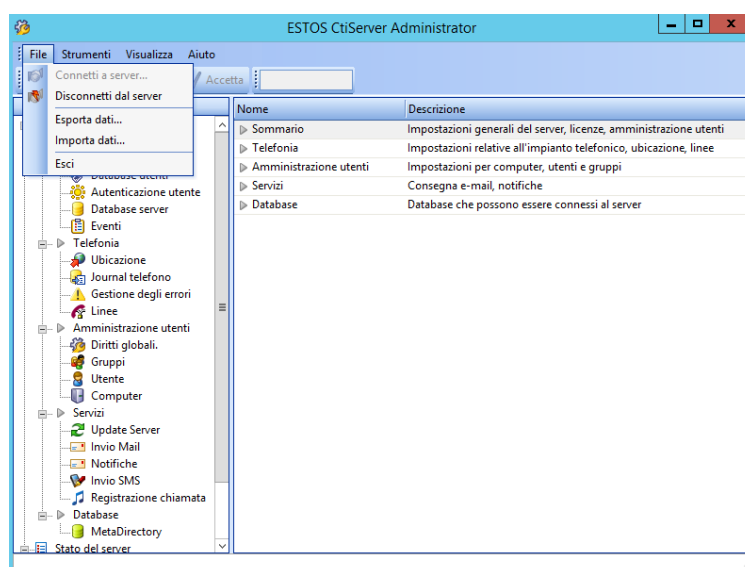 ESTOS CtiServer Administrator
File Strumenti Visualizza Aiuto
Connetti a server...
Accetta
Disconnetti dal server
Esporta dati...
Importa dati...
Esci
Nome Descrizione
Sommario Impostazioni generali del server, licenze, amministrazione utenti
Telefonia Impostazioni relative all'impianto telefonico, ubicazione, linee
Amministrazione utenti Impostazioni per computer, utenti e gruppi
Servizi Consegna e-mail, notifiche
Database Database che possono essere connessi al server
Database utenti
Autenticazione utente
Database server
Eventi
Telefonia
Ubicazione
Journal telefono
Gestione degli errori
Linee
Amministrazione utenti
Diritti globali.
Gruppi
Utente
Computer
Servizi
Update Server
Invio Mail
Notifiche
Invio SMS
Registrazione chiamata
Database
MetaDirectory
Stato del server